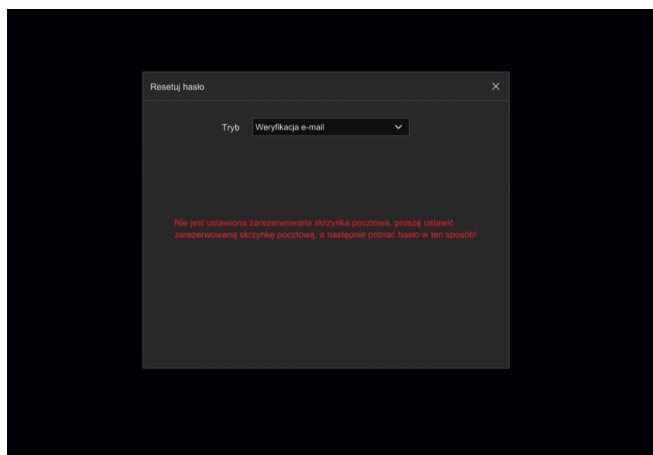 Resetuj hasło
Tryb Weryfikacja e-mail
Nie jest ustawiona zarezerwowana skrzynka pocztowa, proszę ustawić
zarezerwowaną skrzynkę pocztową, a następnie pobrać hasło w ten sposób!